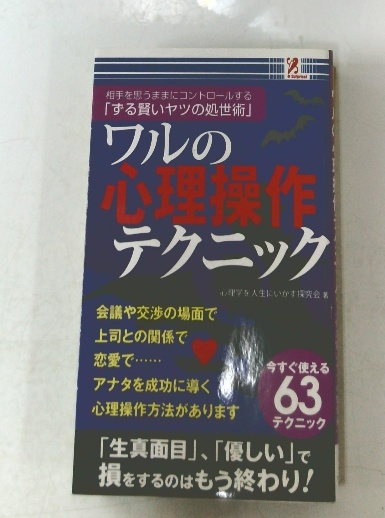 Surprise!
相手を思うままにコントロールする
「ずる賢いヤツの処世術」
ワルの
心理操作
テクニック
心理学を人生にいかす探究会 著
会議や交渉の場面で
上司との関係で
恋愛で……
アナタを成功に導く
心理操作方法があります
今すぐ使える
63
テクニック
「生真面目」、「優しい」で
損をするのはもう終わり!